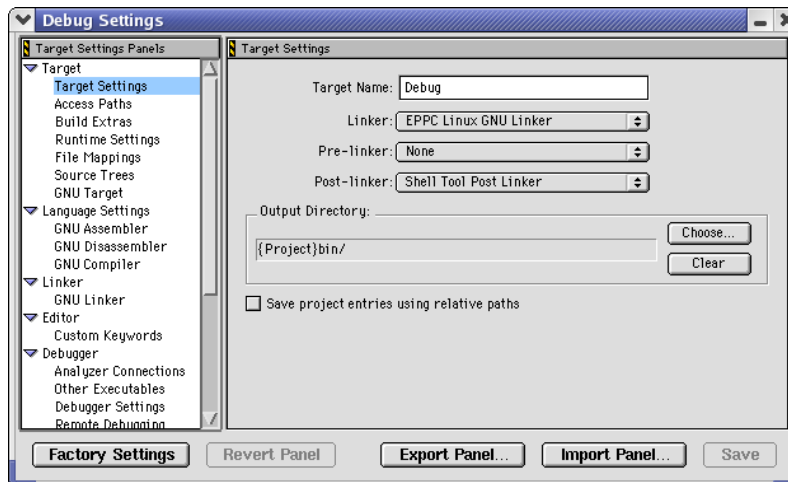 Debug Settings
Target Settings Panels
Target
Target Settings
Access Paths
Build Extras
Runtime Settings
File Mappings
Source Trees
GNU Target
Language Settings
GNU Assembler
GNU Disassembler
GNU Compiler
Linker
GNU Linker
Editor
Custom Keywords
Debugger
Analyzer Connections
Other Executables
Debugger Settings
Remote Debugging
Target Settings
Target Name: Debug
Linker: EPPC Linux GNU Linker
Pre-linker: None
Post-linker: Shell Tool Post Linker
Output Directory:
{Project}bin/
Choose...
Clear
Save project entries using relative paths
Factory Settings Revert Panel Export Panel... Import Panel... Save